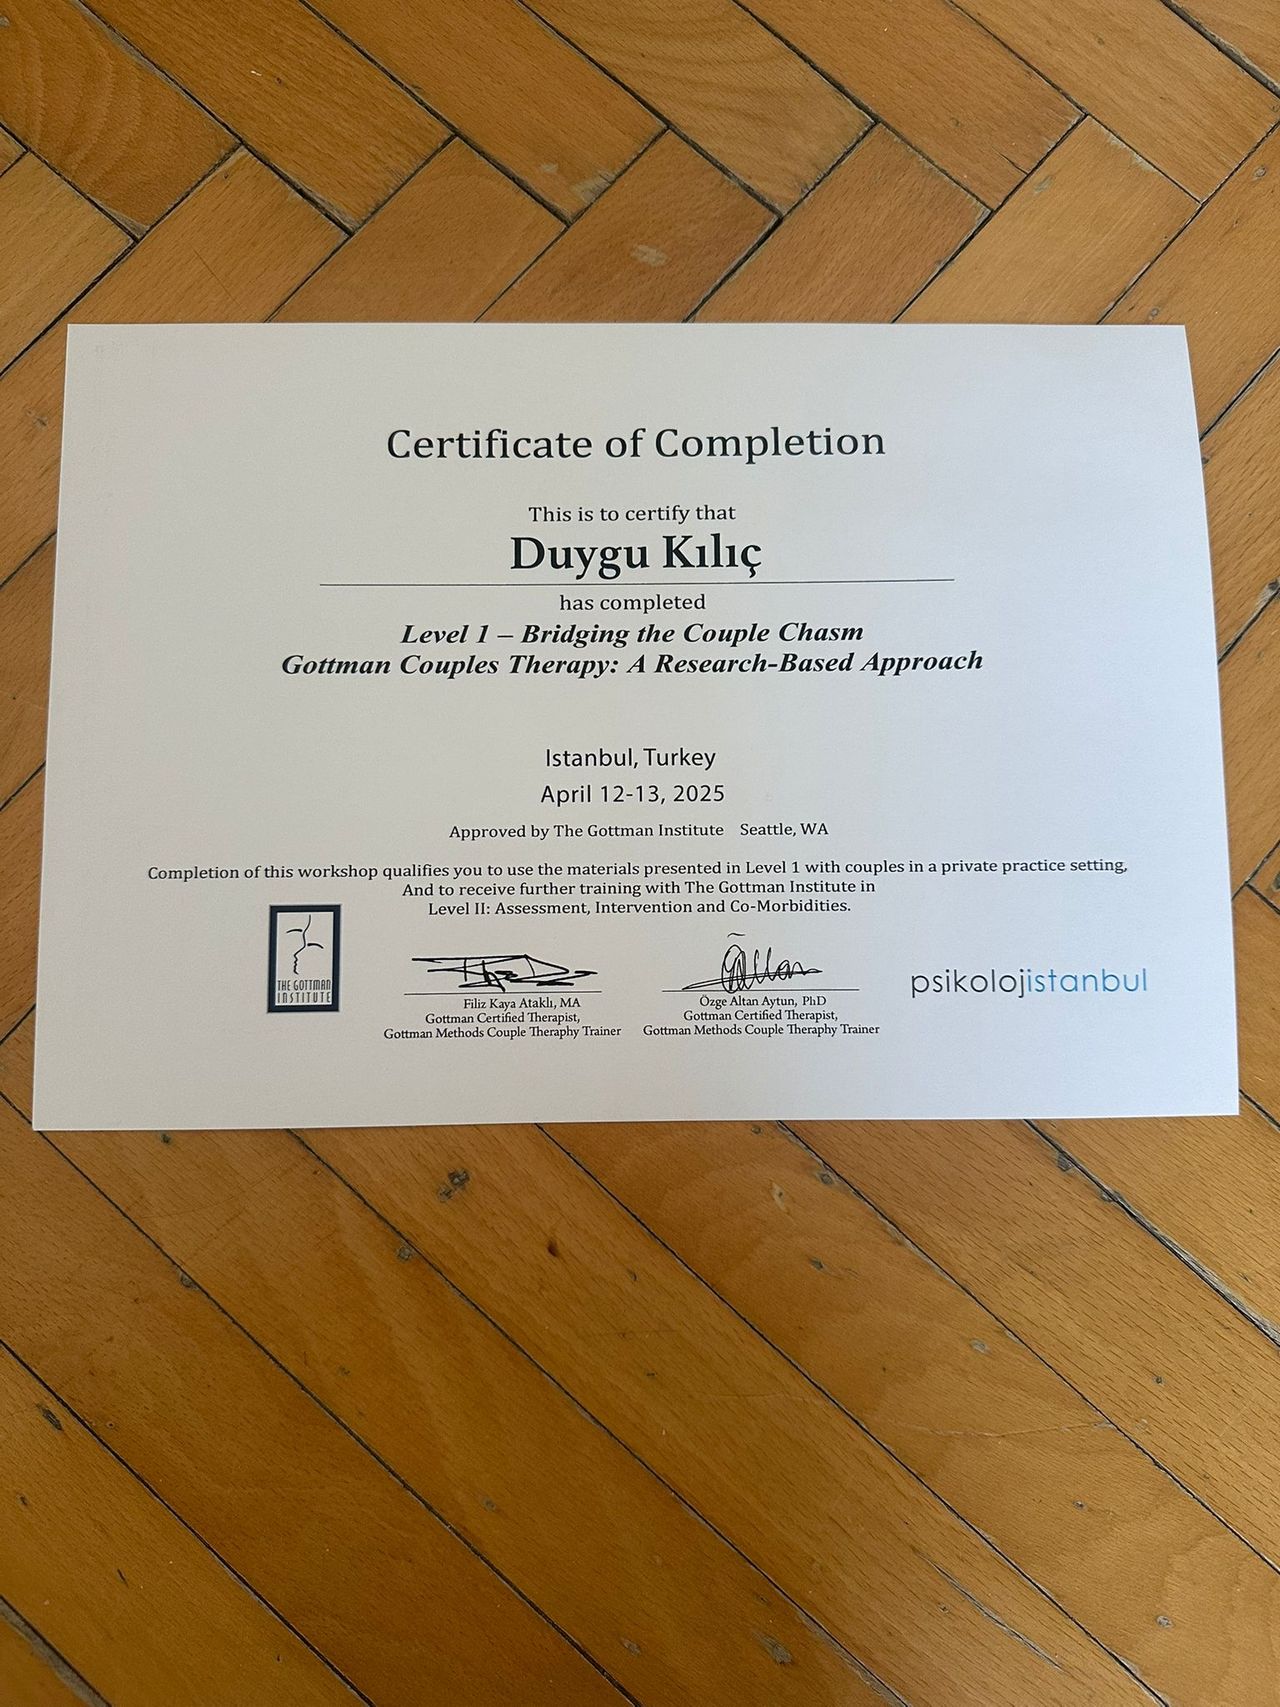 Certificate of Completion
This is to certify that
Duygu Kılıç
has completed
Level 1 – Bridging the Couple Chasm
Gottman Couples Therapy: A Research-Based Approach
Istanbul, Turkey
April 12-13, 2025
Approved by The Gottman Institute Seattle, WA
Completion of this workshop qualifies you to use the materials presented in Level 1 with couples in a private practice setting,
And to receive further training with The Gottman Institute in
Level II: Assessment, Intervention and Co-Morbidities.
THE GOTTMAN
INSTITUTE
Filiz Kaya Ataklı, MA
Gottman Certified Therapist,
Gottman Methods Couple Theraphy Trainer
Özge Altan Aytun, PhD
Gottman Certified Therapist,
Gottman Methods Couple Theraphy Trainer
psikolojistanbul